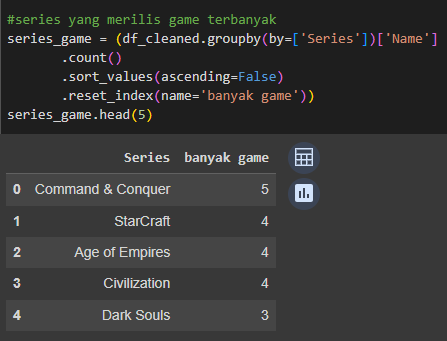 #series yang merilis game terbanyak
series_game = (df_cleaned.groupby(by=['Series'])['Name']
.count()
.sort_values(ascending=False)
.reset_index(name='banyak game'))
series_game.head(5)
Series banyak game
0 Command & Conquer 5
1 StarCraft 4
2 Age of Empires 4
3 Civilization 4
4 Dark Souls 3